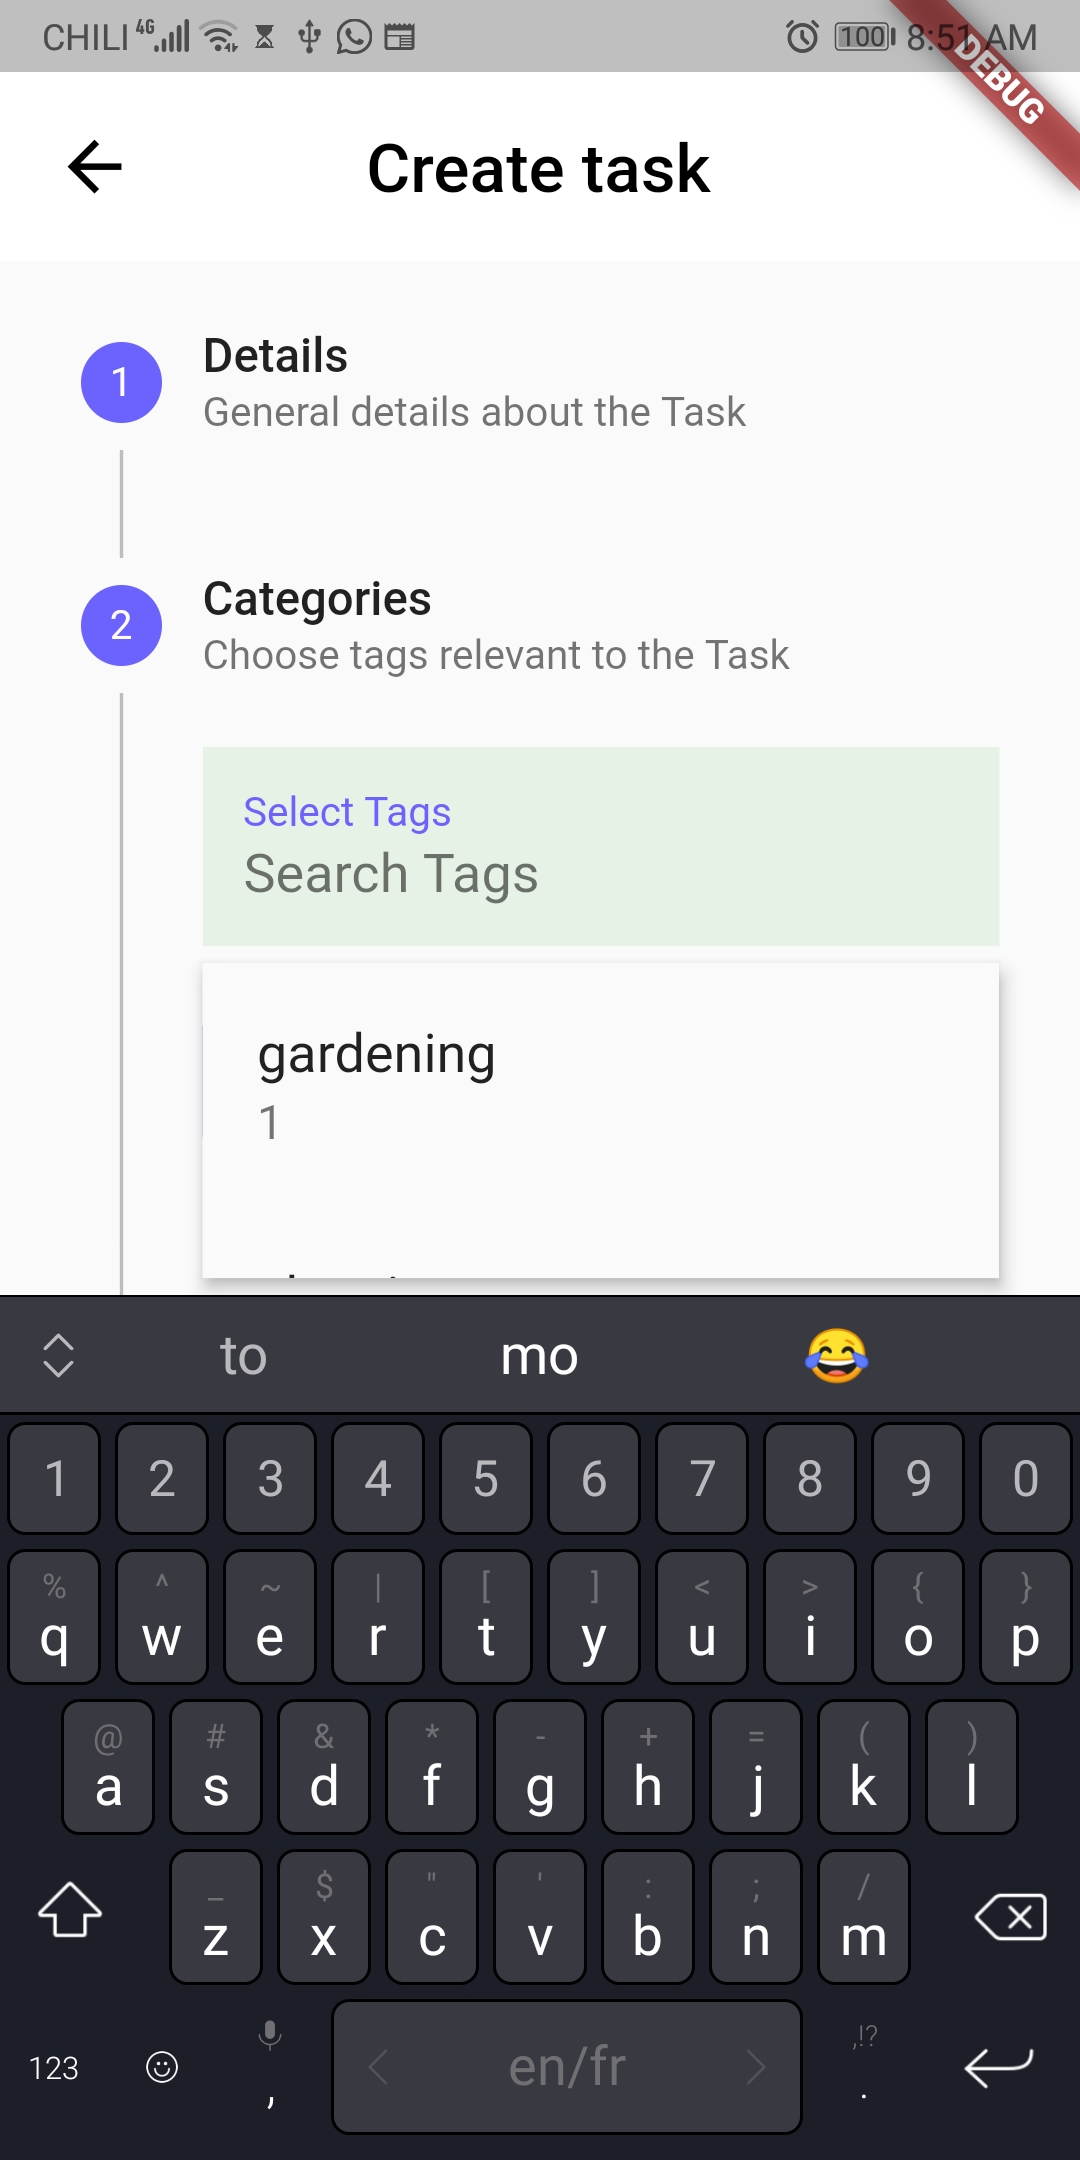 CHILI 4G 100 8:51 AM
DEBUG
Create task
1 Details
General details about the Task
2 Categories
Choose tags relevant to the Task
Select Tags
Search Tags
gardening
1
to mo 😂
1 2 3 4 5 6 7 8 9 0
% ^ ~ | [ ] < > { }
q w e r t y u i o p
@ # & * - + = ( )
a s d f g h j k l
_ $ " ' : ; /
z x c v b n m
,!?
123 , < en/fr > .